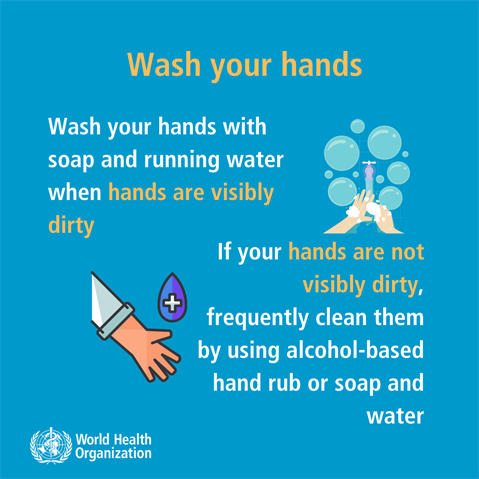 Wash your hands
Wash your hands with
soap and running water
when hands are visibly
dirty
If your hands are not
visibly dirty,
frequently clean them
by using alcohol-based
hand rub or soap and
water
World Health
Organization